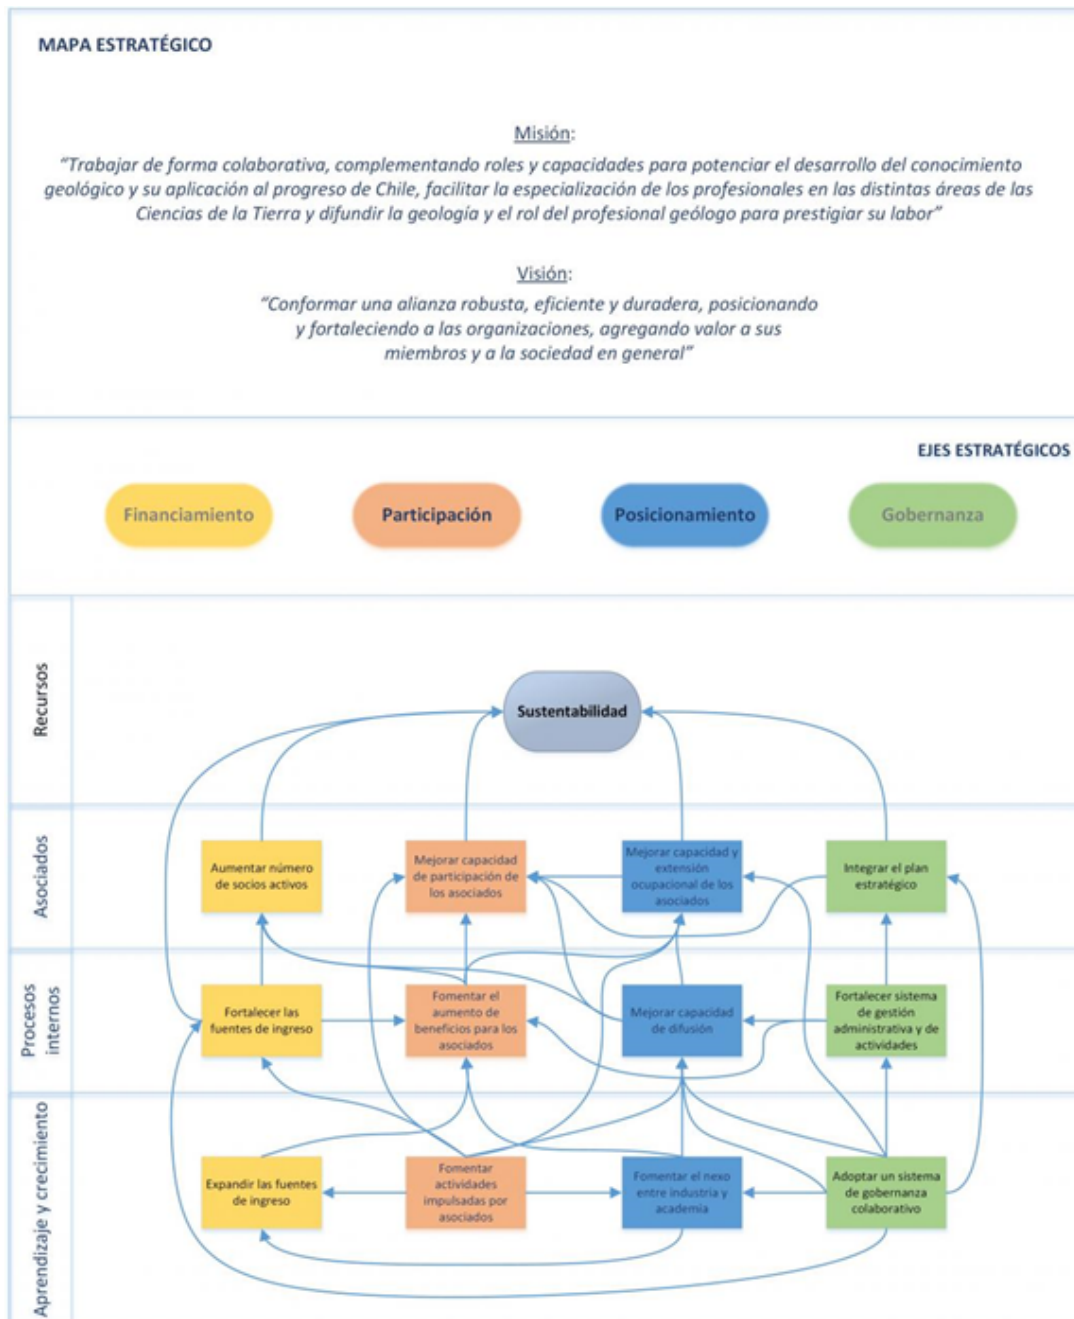 MAPA ESTRATÉGICO
Misión:
“Trabajar de forma colaborativa, complementando roles y capacidades para potenciar el desarrollo del conocimiento
geológico y su aplicación al progreso de Chile, facilitar la especialización de los profesionales en las distintas áreas de las
Ciencias de la Tierra y difundir la geología y el rol del profesional geólogo para prestigiar su labor”
Visión:
“Conformar una alianza robusta, eficiente y duradera, posicionando
y fortaleciendo a las organizaciones, agregando valor a sus
miembros y a la sociedad en general”
EJES ESTRATÉGICOS
Financiamiento
Participación
Posicionamiento
Gobernanza
Recursos
Sustentabilidad
Asociados
Aumentar número
de socios activos
Mejorar capacidad
de participación de
los asociados
Mejorar capacidad y
extensión
ocupacional de los
asociados
Integrar el plan
estratégico
Procesos
internos
Fortalecer las
fuentes de ingreso
Fomentar el
aumento de
beneficios para los
asociados
Mejorar capacidad
de difusión
Fortalecer sistema
de gestión
administrativa y de
actividades
Aprendizaje y crecimiento
Expandir las fuentes
de ingreso
Fomentar
actividades
impulsadas por
asociados
Fomentar el nexo
entre industria y
academia
Adoptar un sistema
de gobernanza
colaborativo